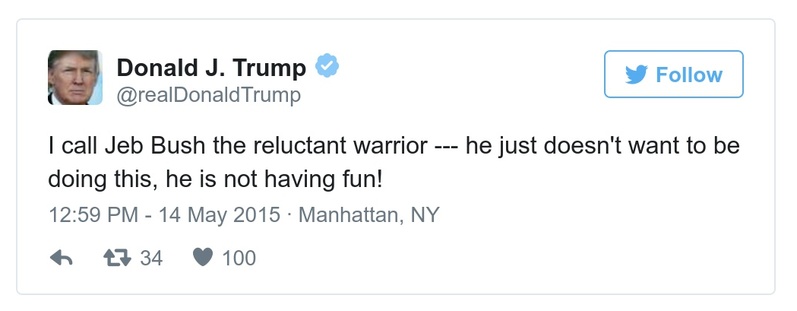 Donald J. Trump
@realDonaldTrump
Follow
I call Jeb Bush the reluctant warrior --- he just doesn't want to be
doing this, he is not having fun!
12:59 PM - 14 May 2015 · Manhattan, NY
34 100